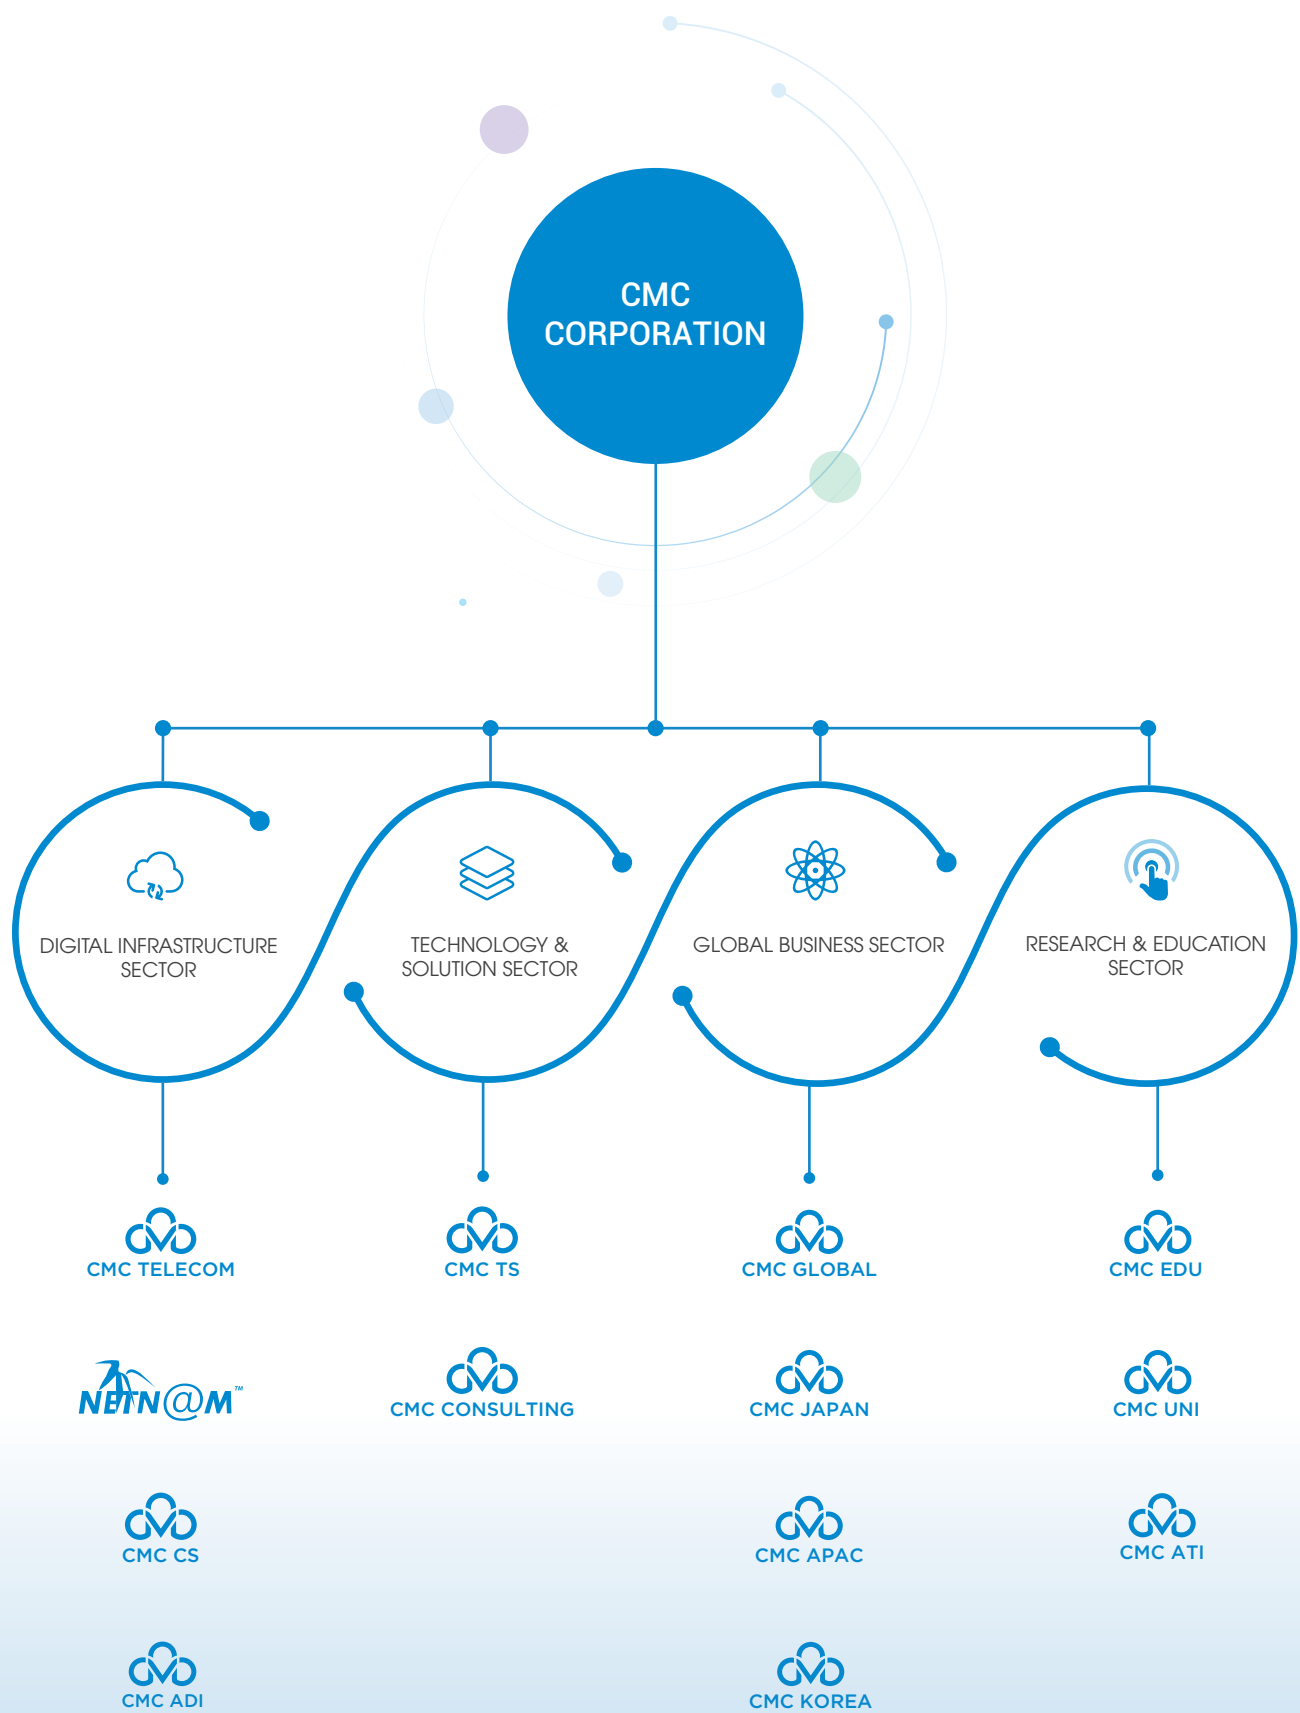 CMC
CORPORATION
DIGITAL INFRASTRUCTURE
SECTOR
TECHNOLOGY &
SOLUTION SECTOR
GLOBAL BUSINESS SECTOR
RESEARCH & EDUCATION
SECTOR
CMC TELECOM
CMC TS
CMC GLOBAL
CMC EDU
NETN@M™
CMC CONSULTING
CMC JAPAN
CMC UNI
CMC CS
CMC APAC
CMC ATI
CMC ADI
CMC KOREA